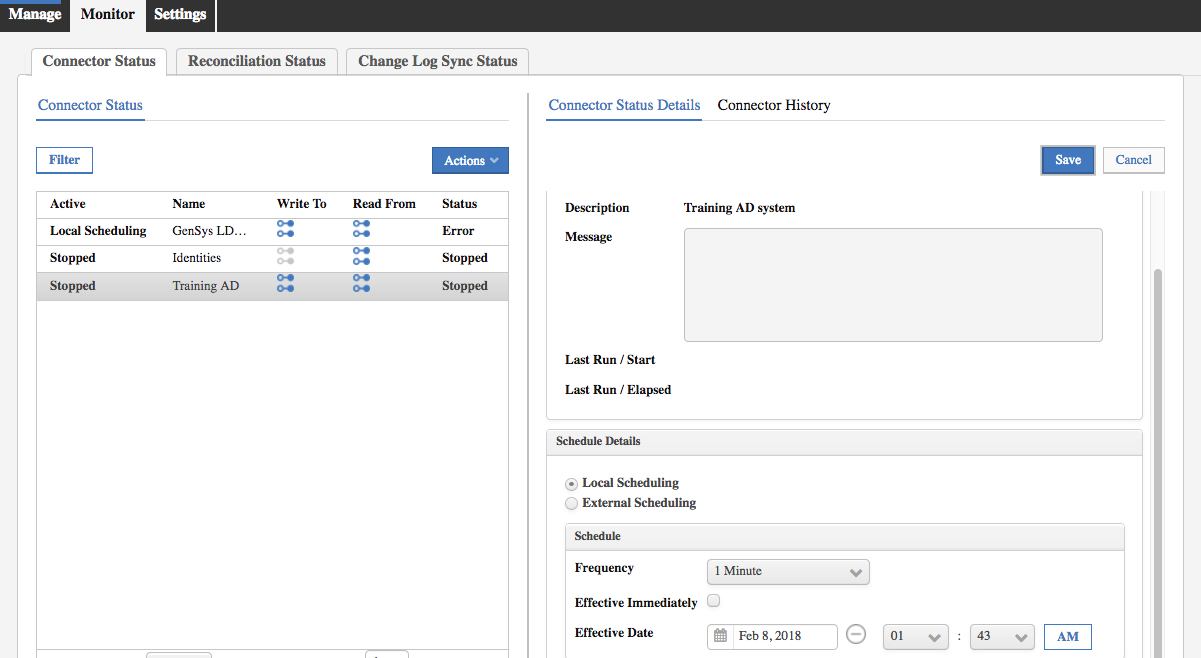 Manage Monitor Settings
Connector Status Reconciliation Status Change Log Sync Status
Connector Status
Filter Actions
Active Name Write To Read From Status
Local Scheduling GenSys LD... Error
Stopped Identities Stopped
Stopped Training AD Stopped
Connector Status Details Connector History
Save Cancel
Description Training AD system
Message
Last Run / Start
Last Run / Elapsed
Schedule Details
Local Scheduling
External Scheduling
Schedule
Frequency 1 Minute
Effective Immediately
Effective Date Feb 8, 2018 01 : 43 AM